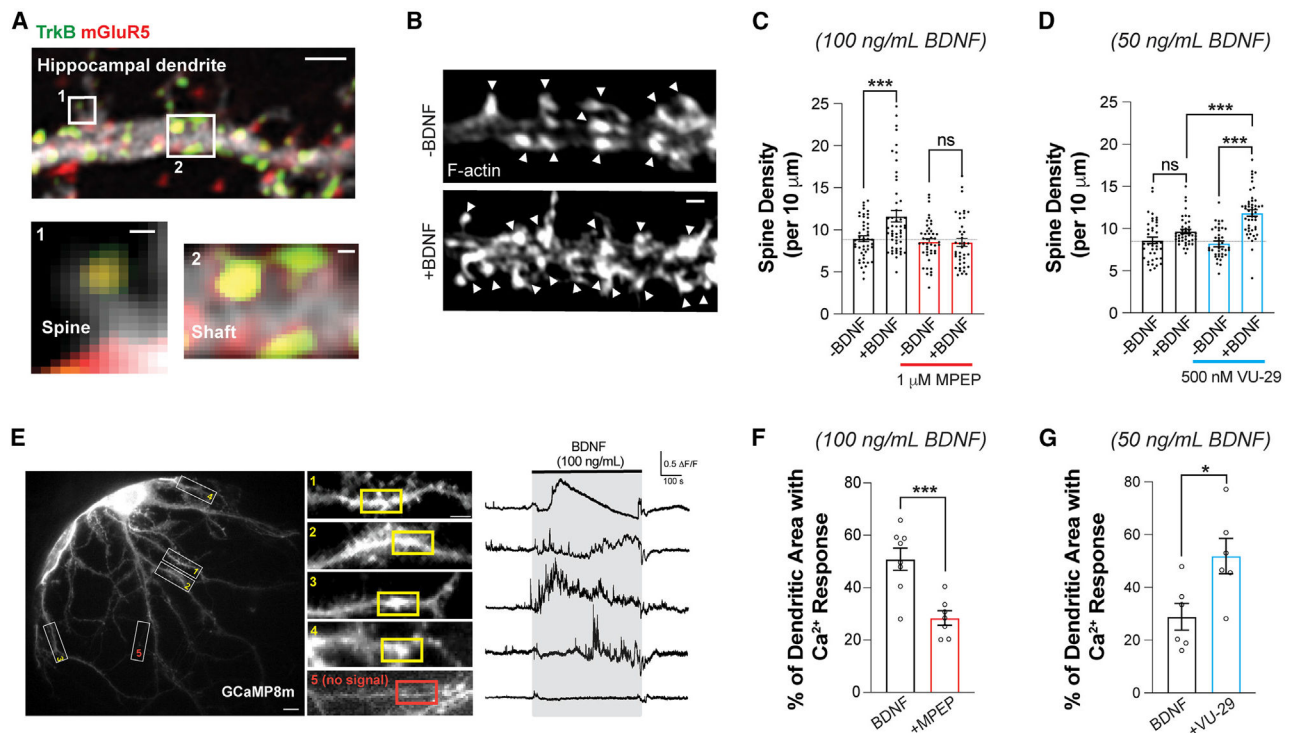 A
TrkB mGluR5
Hippocampal dendrite
1
2
1
Spine
2
Shaft
B
-BDNF
F-actin
+BDNF
C
(100 ng/mL BDNF)
Spine Density
(per 10 μm)
25
20
15
10
5
0
***
ns
-BDNF
+BDNF
-BDNF
+BDNF
1 μM MPEP
D
(50 ng/mL BDNF)
Spine Density
(per 10 μm)
25
20
15
10
5
0
ns
***
***
-BDNF
+BDNF
-BDNF
+BDNF
500 nM VU-29
E
4
1
2
3
5
GCaMP8m
1
2
3
4
5 (no signal)
BDNF
(100 ng/mL)
0.5 ΔF/F
100 s
F
(100 ng/mL BDNF)
% of Dendritic Area with
Ca²⁺ Response
80
60
40
20
0
***
BDNF
+MPEP
G
(50 ng/mL BDNF)
% of Dendritic Area with
Ca²⁺ Response
80
60
40
20
0
*
BDNF
+VU-29